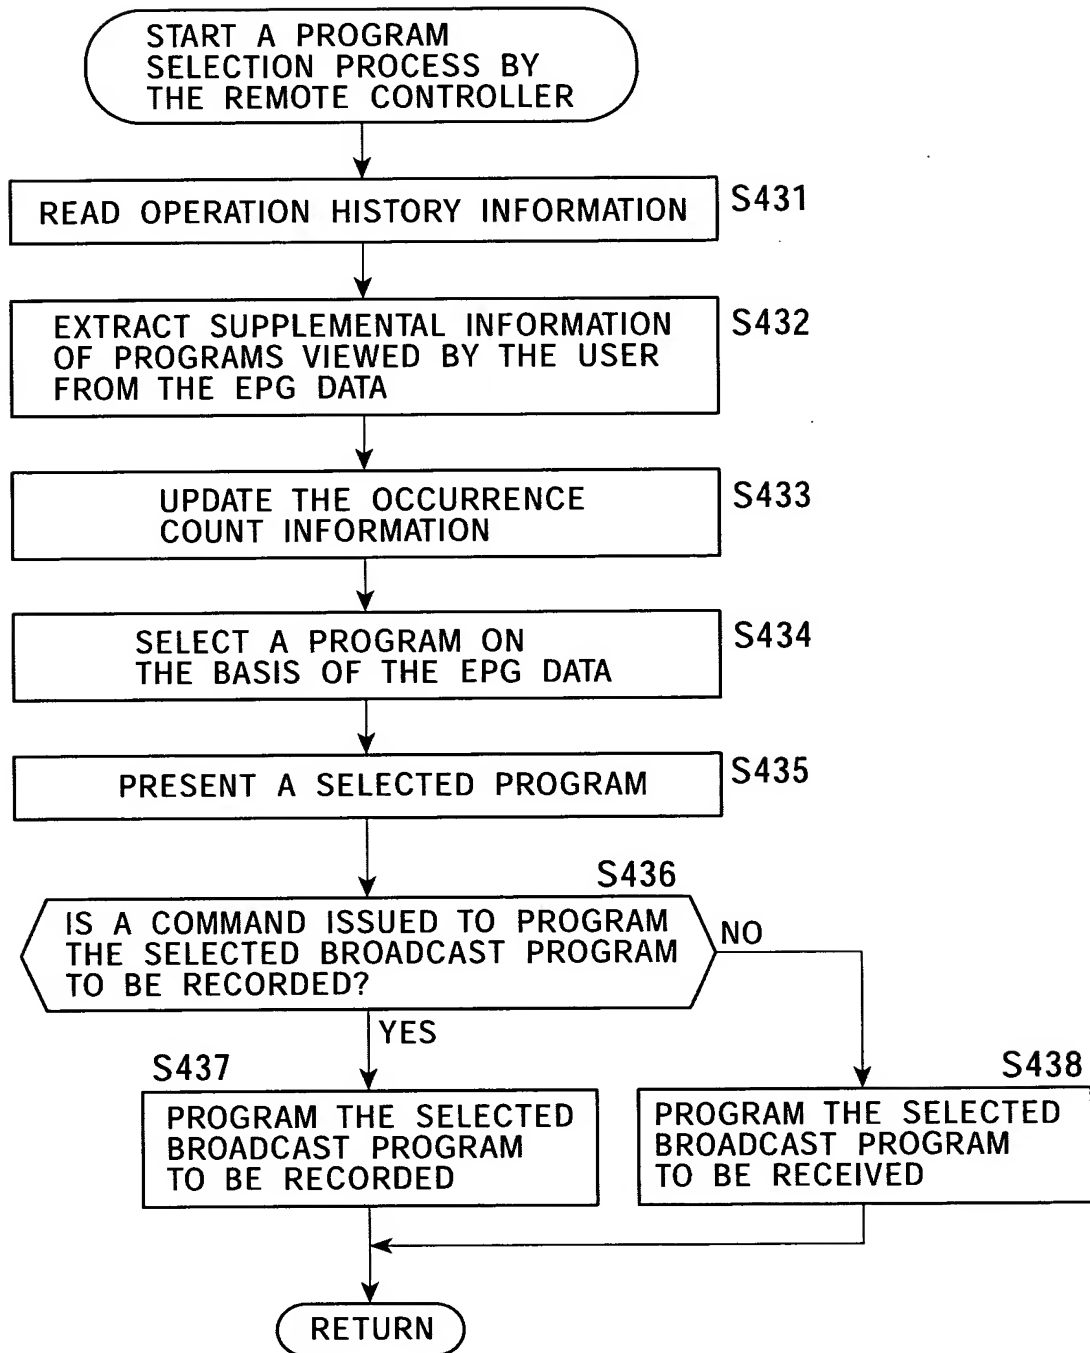 START A PROGRAM
SELECTION PROCESS BY
THE REMOTE CONTROLLER
READ OPERATION HISTORY INFORMATION
S431
EXTRACT SUPPLEMENTAL INFORMATION
OF PROGRAMS VIEWED BY THE USER
FROM THE EPG DATA
S432
UPDATE THE OCCURRENCE
COUNT INFORMATION
S433
SELECT A PROGRAM ON
THE BASIS OF THE EPG DATA
S434
PRESENT A SELECTED PROGRAM
S435
S436
IS A COMMAND ISSUED TO PROGRAM
THE SELECTED BROADCAST PROGRAM
TO BE RECORDED?
NO
YES
S437
PROGRAM THE SELECTED
BROADCAST PROGRAM
TO BE RECORDED
S438
PROGRAM THE SELECTED
BROADCAST PROGRAM
TO BE RECEIVED
RETURN